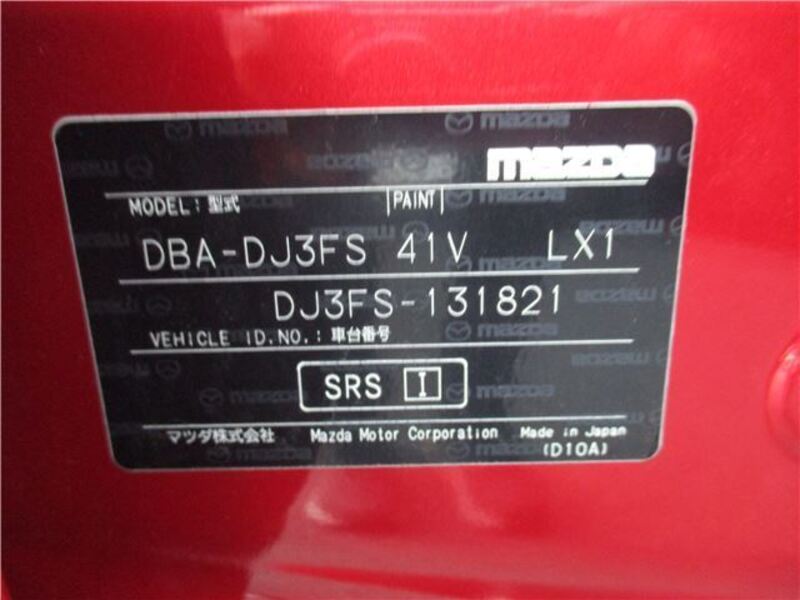 mazda
MODEL: 型式 PAINT
DBA-DJ3FS 41V LX1
DJ3FS-131821
VEHICLE ID.NO.: 車台番号
SRS I
マツダ株式会社 Mazda Motor Corporation Made in Japan
(D10A)